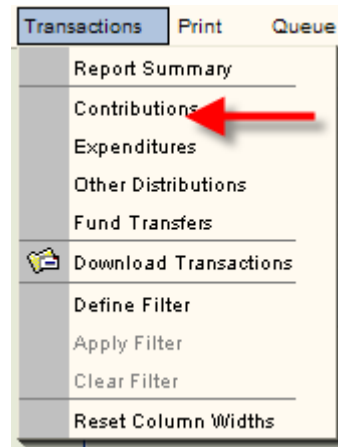 Transactions Print Queue
Report Summary
Contributions
Expenditures
Other Distributions
Fund Transfers
Download Transactions
Define Filter
Apply Filter
Clear Filter
Reset Column Widths